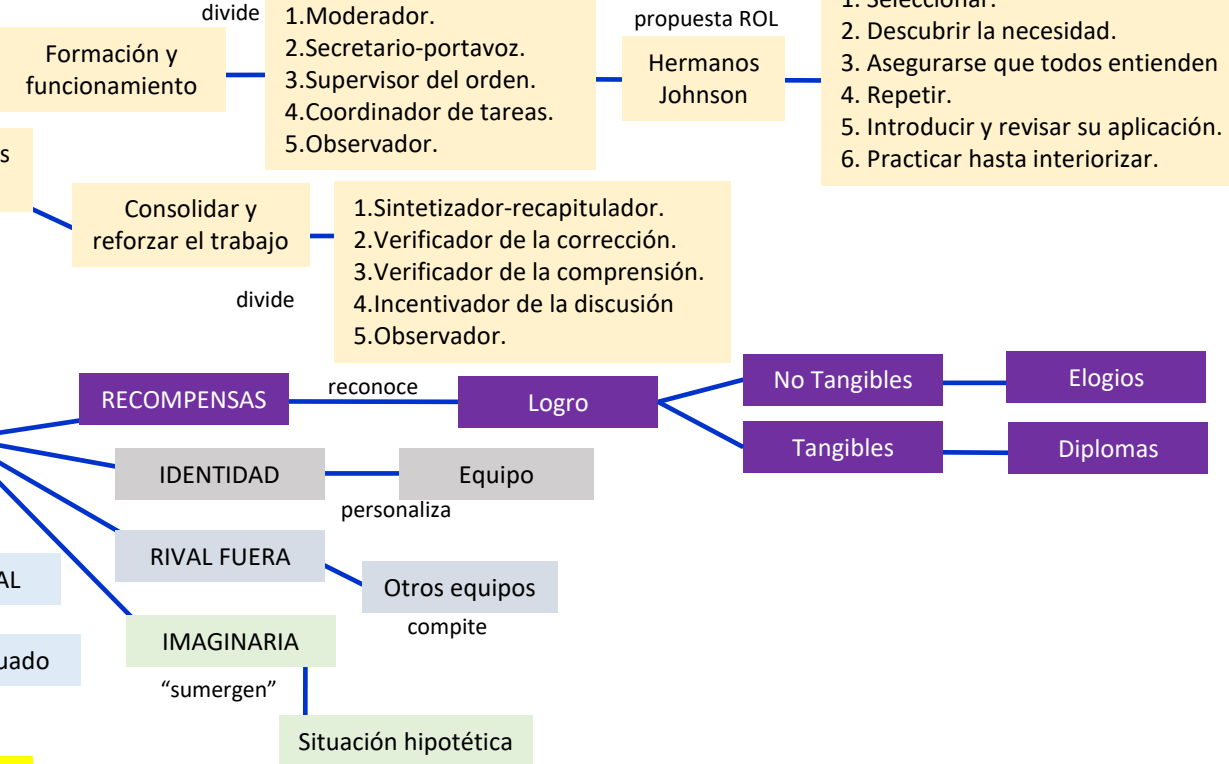 divide
Formación y
funcionamiento
1.Moderador.
2.Secretario-portavoz.
3.Supervisor del orden.
4.Coordinador de tareas.
5.Observador.
propuesta ROL
Hermanos
Johnson
1. Seleccionar.
2. Descubrir la necesidad.
3. Asegurarse que todos entienden
4. Repetir.
5. Introducir y revisar su aplicación.
6. Practicar hasta interiorizar.
s
Consolidar y
reforzar el trabajo
divide
1.Sintetizador-recapitulador.
2.Verificador de la corrección.
3.Verificador de la comprensión.
4.Incentivador de la discusión
5.Observador.
RECOMPENSAS
reconoce
Logro
No Tangibles
Elogios
Tangibles
Diplomas
IDENTIDAD
Equipo
personaliza
RIVAL FUERA
Otros equipos
compite
AL
IMAGINARIA
uado
“sumergen”
Situación hipotética